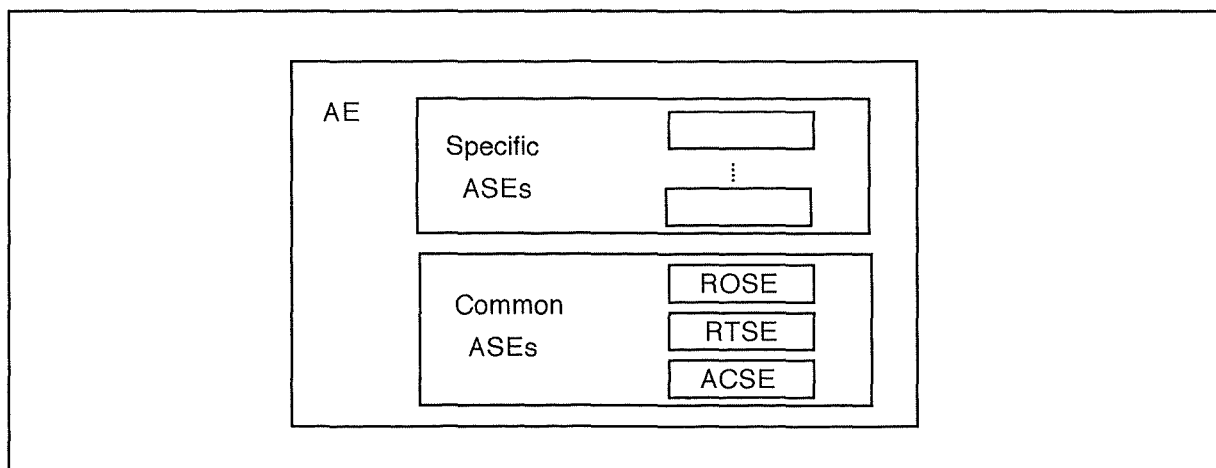 AE
Specific
ASEs
Common
ASEs
ROSE
RTSE
ACSE